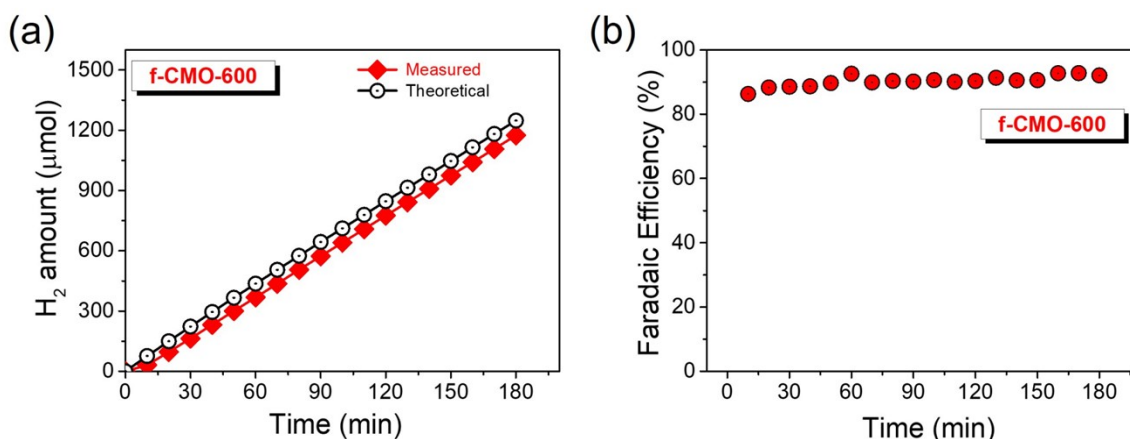 (a)
f-CMO-600
Measured
Theoretical
H₂ amount (μmol)
1500
1200
900
600
300
0
0 30 60 90 120 150 180
Time (min)
(b)
f-CMO-600
Faradaic Efficiency (%)
100
80
60
40
20
0
0 30 60 90 120 150 180
Time (min)